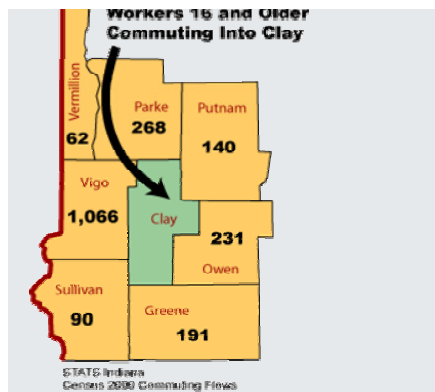 Workers 16 and Older
Commuting Into Clay
Vermillion
62
Parke
268
Putnam
140
Vigo
1,066
Clay
231
Owen
Sullivan
90
Greene
191
STATS Indiana
Census 2000 Commuting Flows